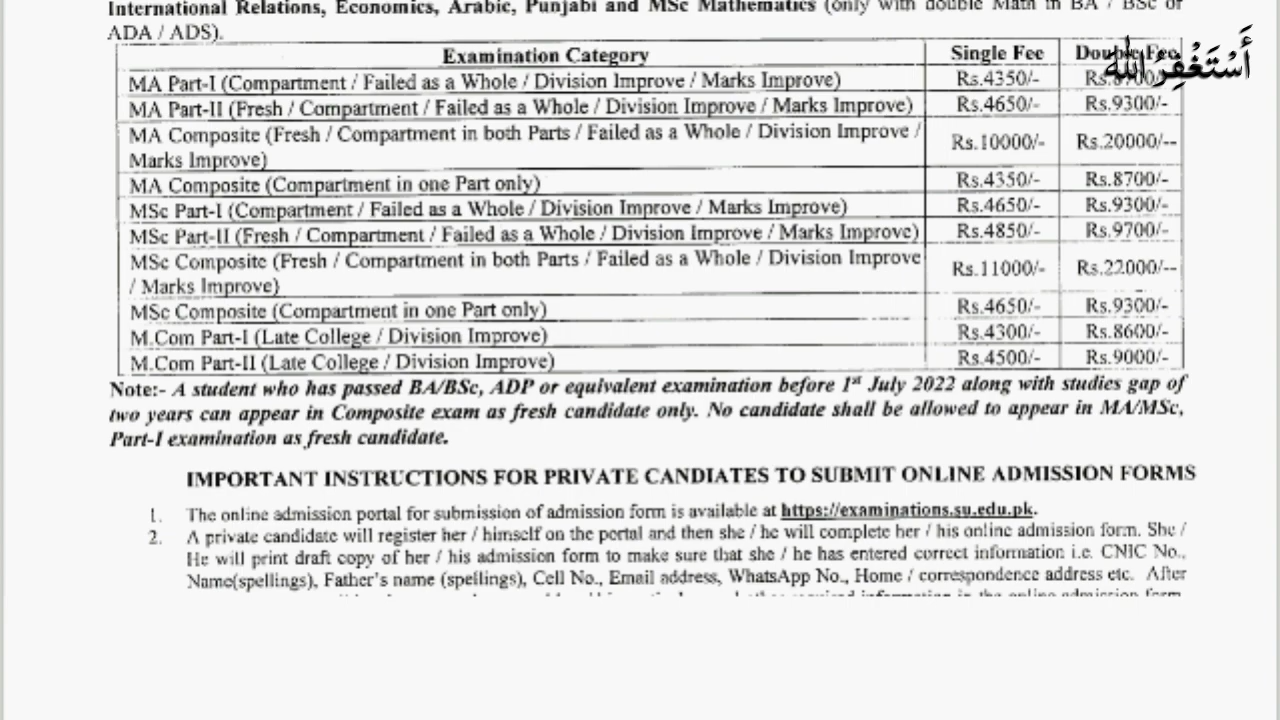 International Relations, Economics, Arabic, Punjabi and MSc Mathematics (only with double Math in BA / BSc or
ADA / ADS).
Examination Category Single Fee Double Fee
MA Part-I (Compartment / Failed as a Whole / Division Improve / Marks Improve) Rs.4350/- Rs.8700/-
MA Part-II (Fresh / Compartment / Failed as a Whole / Division Improve / Marks Improve) Rs.4650/- Rs.9300/-
MA Composite (Fresh / Compartment in both Parts / Failed as a Whole / Division Improve /
Marks Improve) Rs.10000/- Rs.20000/--
MA Composite (Compartment in one Part only) Rs.4350/- Rs.8700/-
MSc Part-I (Compartment / Failed as a Whole / Division Improve / Marks Improve) Rs.4650/- Rs.9300/-
MSc Part-II (Fresh / Compartment / Failed as a Whole / Division Improve / Marks Improve) Rs.4850/- Rs.9700/-
MSc Composite (Fresh / Compartment in both Parts / Failed as a Whole / Division Improve
/ Marks Improve) Rs.11000/- Rs.22000/--
MSc Composite (Compartment in one Part only) Rs.4650/- Rs.9300/-
M.Com Part-I (Late College / Division Improve) Rs.4300/- Rs.8600/-
M.Com Part-II (Late College / Division Improve) Rs.4500/- Rs.9000/-
أَسْتَغْفِرُ اللّٰه
Note:- A student who has passed BA/BSc, ADP or equivalent examination before 1st July 2022 along with studies gap of
two years can appear in Composite exam as fresh candidate only. No candidate shall be allowed to appear in MA/MSc,
Part-I examination as fresh candidate.
IMPORTANT INSTRUCTIONS FOR PRIVATE CANDIATES TO SUBMIT ONLINE ADMISSION FORMS
1. The online admission portal for submission of admission form is available at https://examinations.su.edu.pk.
2. A private candidate will register her / himself on the portal and then she / he will complete her / his online admission form. She /
He will print draft copy of her / his admission form to make sure that she / he has entered correct information i.e. CNIC No.,
Name(spellings), Father's name (spellings), Cell No., Email address, WhatsApp No., Home / correspondence address etc. After